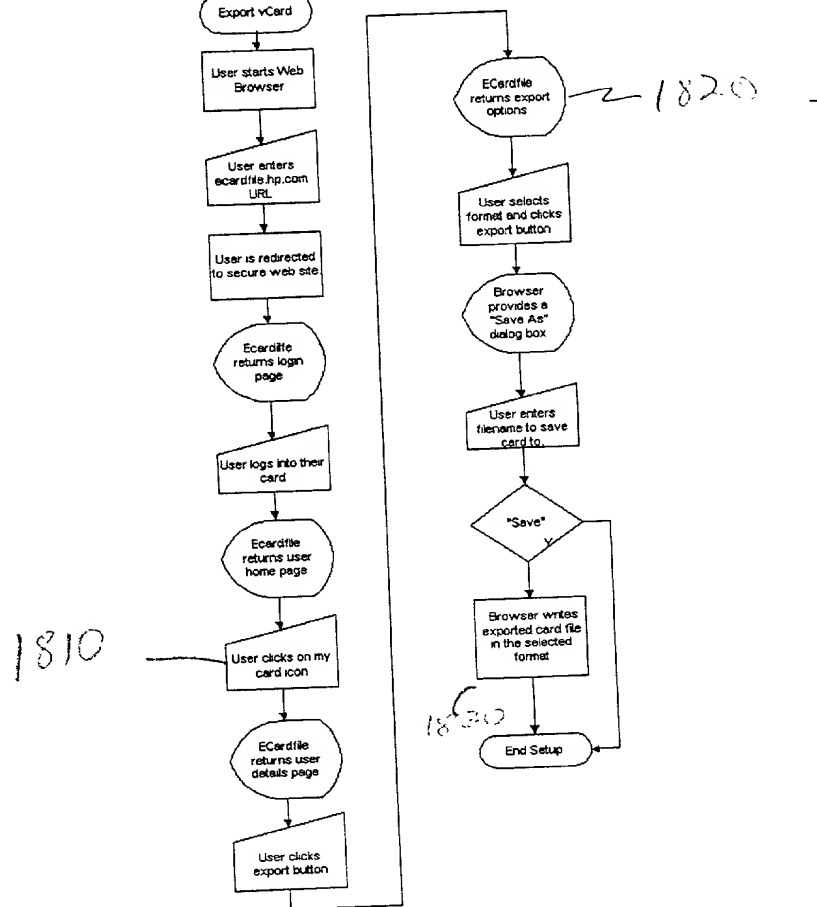 Export vCard
User starts Web
Browser
User enters
ecardfile.hp.com
URL
User is redirected
to secure web site.
Ecardilfe
returns login
page
User logs into their
card
Ecardfile
returns user
home page
1810
User clicks on my
card icon
ECardfile
returns user
details page
User clicks
export button
ECardfile
returns export
options
1820
User selects
format and clicks
export button
Browser
provides a
"Save As"
dialog box
User enters
filename to save
card to.
"Save"
Y
Browser writes
exported card file
in the selected
format
1830
End Setup